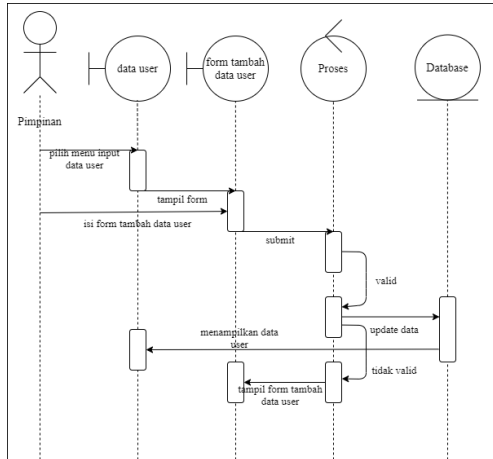 data user
form tambah
data user
Proses
Database
Pimpinan
pilih menu input
data user
tampil form
isi form tambah data user
submit
valid
update data
menampilkan data
user
tidak valid
tampil form tambah
data user